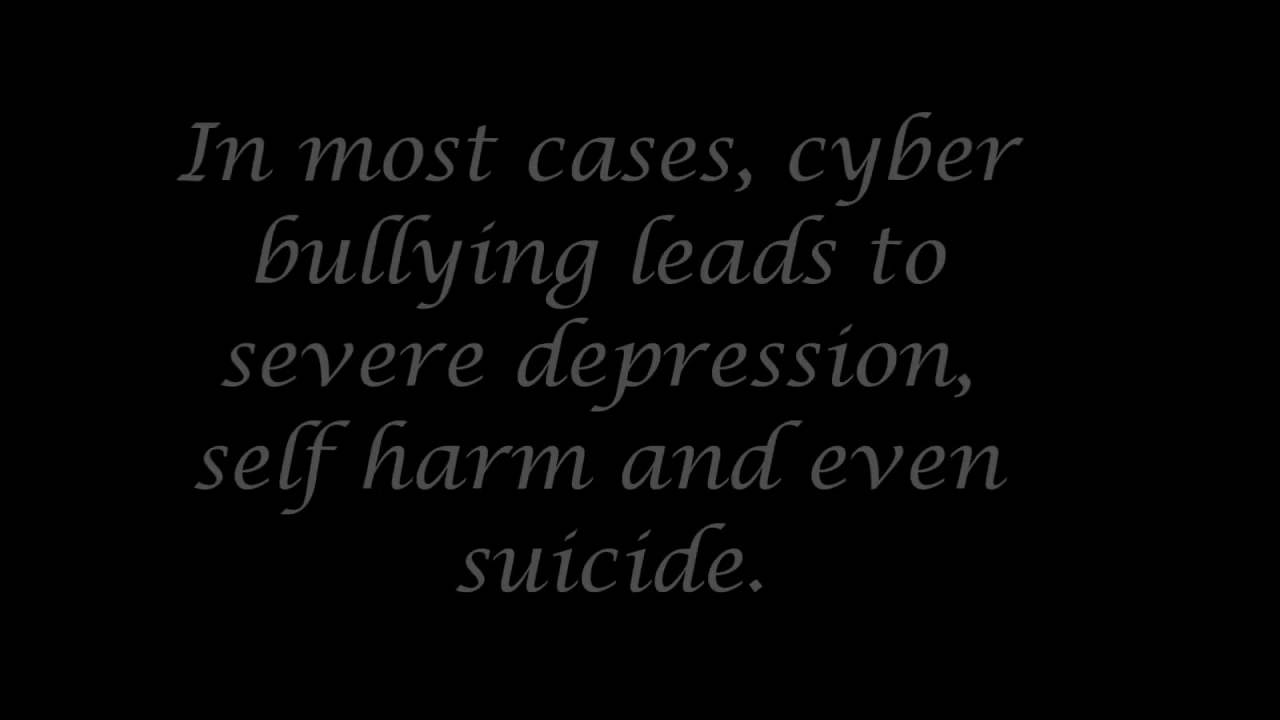 In most cases, cyber
bullying leads to
severe depression,
self harm and even
suicide.